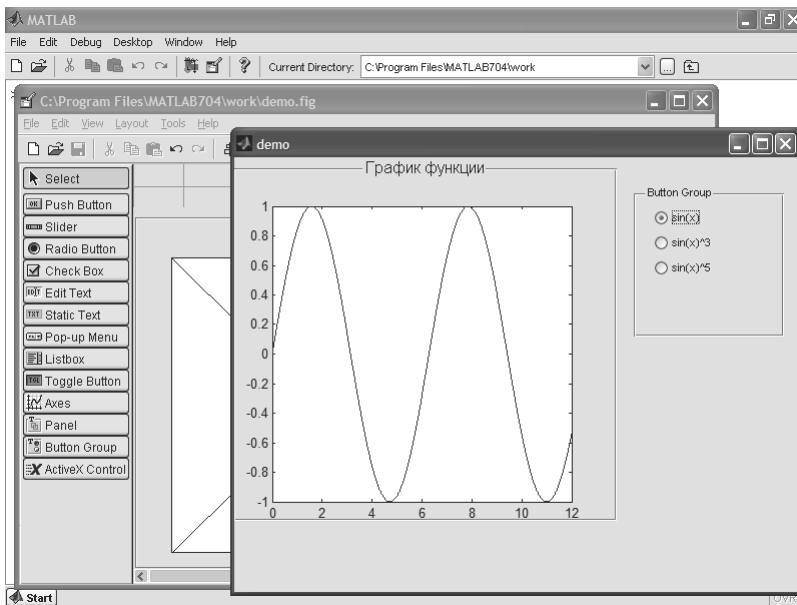 MATLAB
File Edit Debug Desktop Window Help
Current Directory: C:\Program Files\MATLAB704\work
C:\Program Files\MATLAB704\work\demo.fig
File Edit View Layout Tools Help
Select
Push Button
Slider
Radio Button
Check Box
Edit Text
Static Text
Pop-up Menu
Listbox
Toggle Button
Axes
Panel
Button Group
ActiveX Control
demo
График функции
1
0.8
0.6
0.4
0.2
0
-0.2
-0.4
-0.6
-0.8
-1
0 2 4 6 8 10 12
Button Group
sin(x)
sin(x)^3
sin(x)^5
Start
OVR